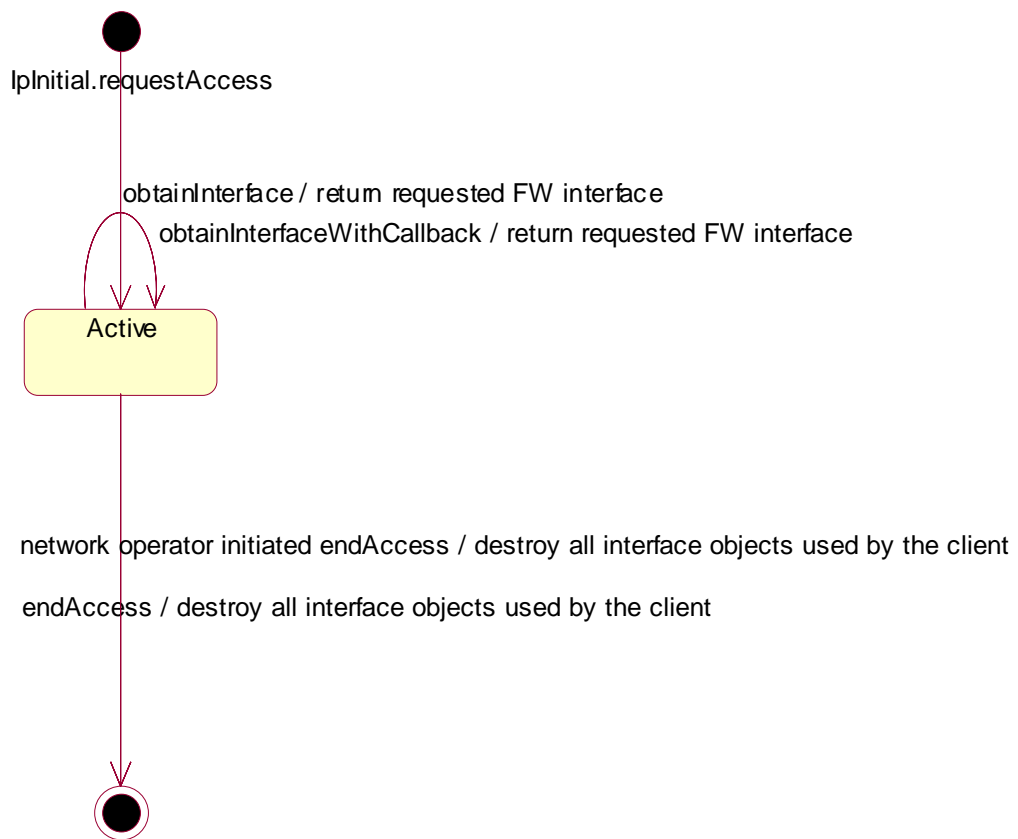 IpInitial.requestAccess
obtainInterface / return requested FW interface
obtainInterfaceWithCallback / return requested FW interface
Active
network operator initiated endAccess / destroy all interface objects used by the client
endAccess / destroy all interface objects used by the client